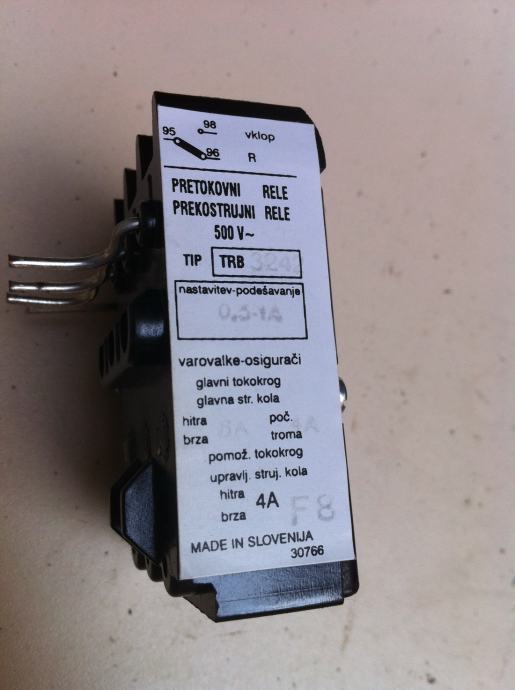 98
95 vklop
96 R
PRETOKOVNI RELE
PREKOSTRUJNI RELE
500 V~
TIP TRB
nastavitev-podešavanje
varovalke-osigurači
glavni tokokrog
glavna str. kola
hitra poč.
brza troma
pomož. tokokrog
upravlj. struj. kola
hitra
4A
brza
F8
MADE IN SLOVENIJA
30766